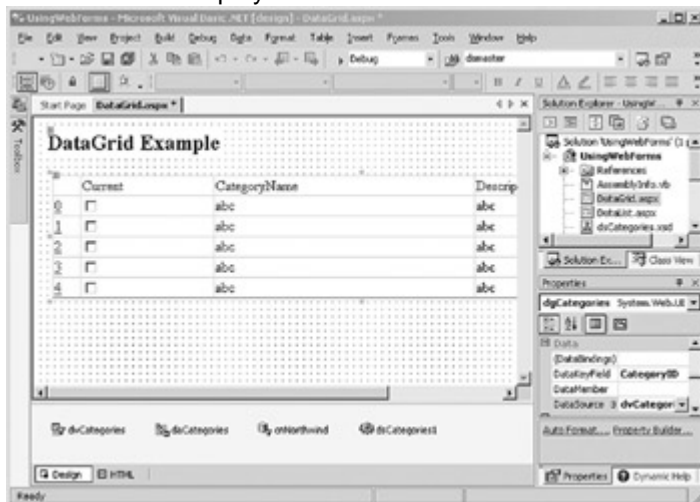 UsingWebForms - Microsoft Visual Basic .NET [design] - DataGrid.aspx *
File Edit View Project Build Debug Data Format Table Insert Frames Tools Window Help
Debug dsmaster
B I U A
Start Page DataGrid.aspx *
Toolbox
DataGrid Example
Current CategoryName Descrip
0 abc abc
1 abc abc
2 abc abc
3 abc abc
4 abc abc
dvCategories daCategories cnNorthwind dsCategories1
Design HTML
Solution Explorer - UsingW...
Solution 'UsingWebForms' (1
UsingWebForms
References
AssemblyInfo.vb
DataGrid.aspx
DataList.aspx
dsCategories.xsd
Solution Ex... Class View
Properties
dgCategories System.Web.UI
Data
(DataBindings)
DataKeyField CategoryID
DataMember
DataSource dvCategor
Auto Format..., Property Builder...
Properties Dynamic Help
Ready